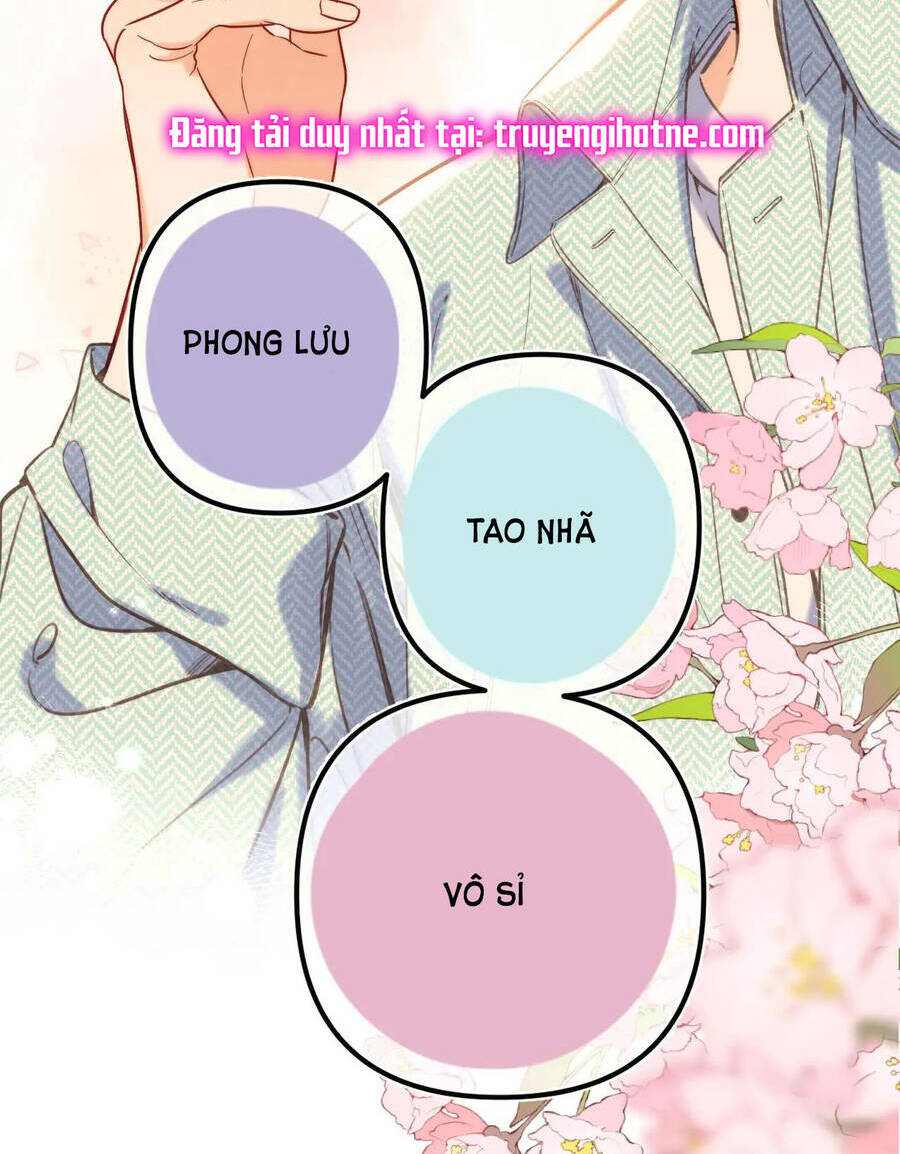 Đăng tải duy nhất tại: truyengihotne.com
PHONG LƯU
TAO NHÃ
VÔ SỈ